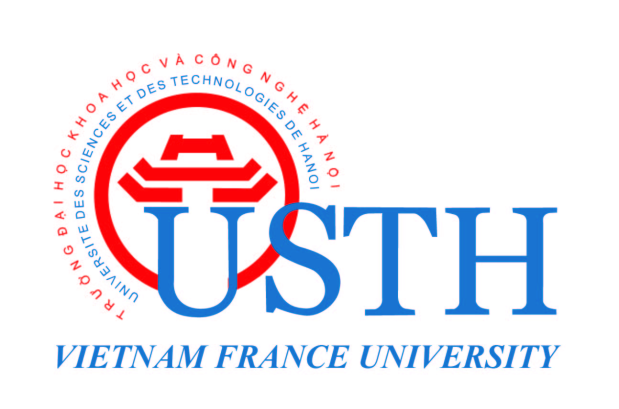 TRƯỜNG ĐẠI HỌC KHOA HỌC VÀ CÔNG NGHỆ HÀ NỘI
UNIVERSITE DES SCIENCES ET DES TECHNOLOGIES DE HANOI
USTH
VIETNAM FRANCE UNIVERSITY